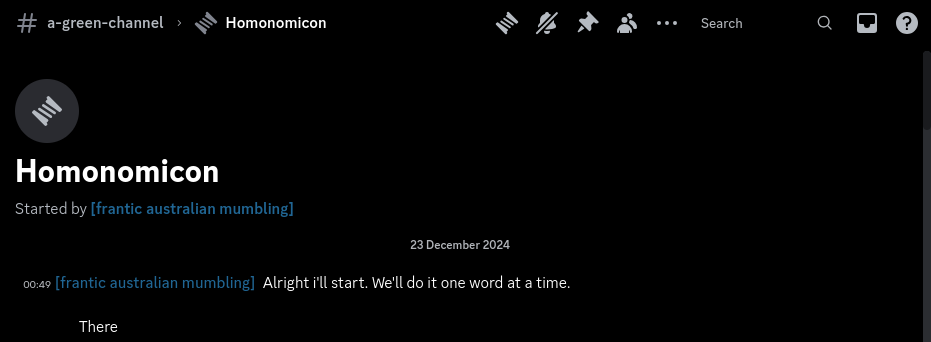 a-green-channel › Homonomicon Search
Homonomicon
Started by [frantic australian mumbling]
23 December 2024
00:49 [frantic australian mumbling] Alright i'll start. We'll do it one word at a time.
There